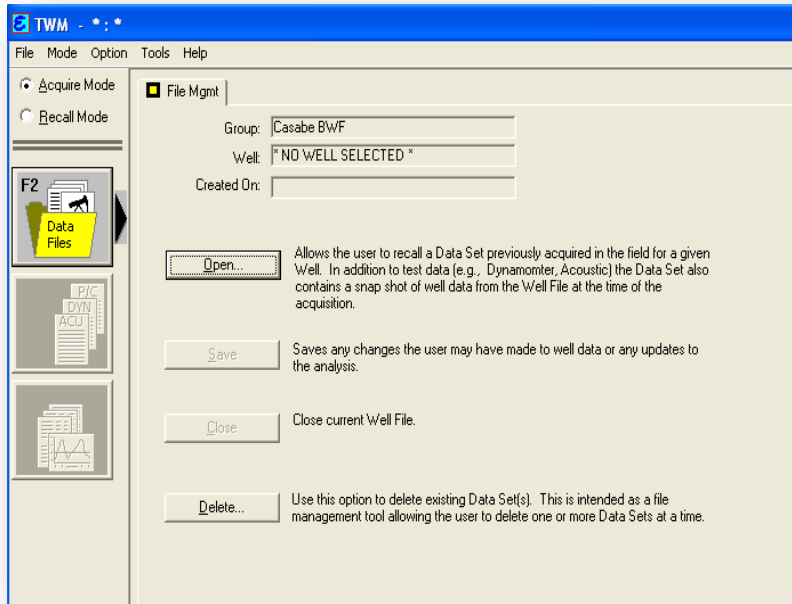 TWM - * : *
File Mode Option Tools Help
Acquire Mode
Recall Mode
File Mgmt
Group: Casabe BWF
Well: * NO WELL SELECTED *
Created On:
F2
Data
Files
Open...
Allows the user to recall a Data Set previously acquired in the field for a given
Well. In addition to test data (e.g., Dynamomter, Acoustic) the Data Set also
contains a snap shot of well data from the Well File at the time of the
acquisition.
P/C
DYN
ACU
Save
Saves any changes the user may have made to well data or any updates to
the analysis.
Close
Close current Well File.
Delete...
Use this option to delete existing Data Set(s). This is intended as a file
management tool allowing the user to delete one or more Data Sets at a time.